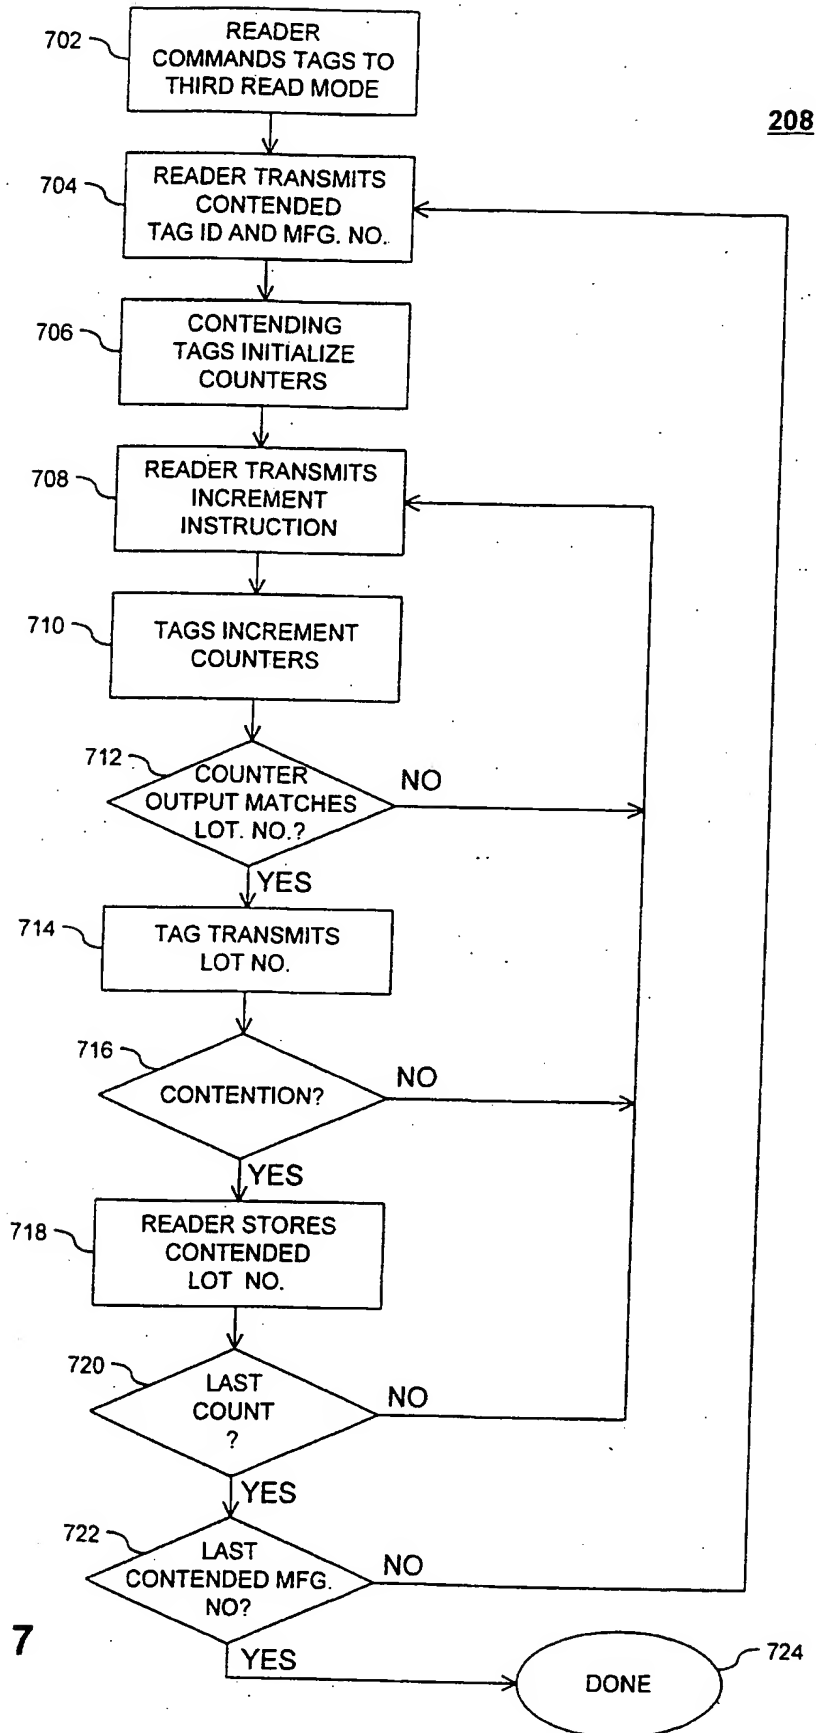 702
READER
COMMANDS TAGS TO
THIRD READ MODE
208
704
READER TRANSMITS
CONTENDED
TAG ID AND MFG. NO.
706
CONTENDING
TAGS INITIALIZE
COUNTERS
708
READER TRANSMITS
INCREMENT
INSTRUCTION
710
TAGS INCREMENT
COUNTERS
712
COUNTER
OUTPUT MATCHES
LOT. NO.?
NO
YES
714
TAG TRANSMITS
LOT NO.
716
CONTENTION?
NO
YES
718
READER STORES
CONTENDED
LOT NO.
720
LAST
COUNT
?
NO
YES
722
LAST
CONTENDED MFG.
NO?
NO
YES
7
DONE
724